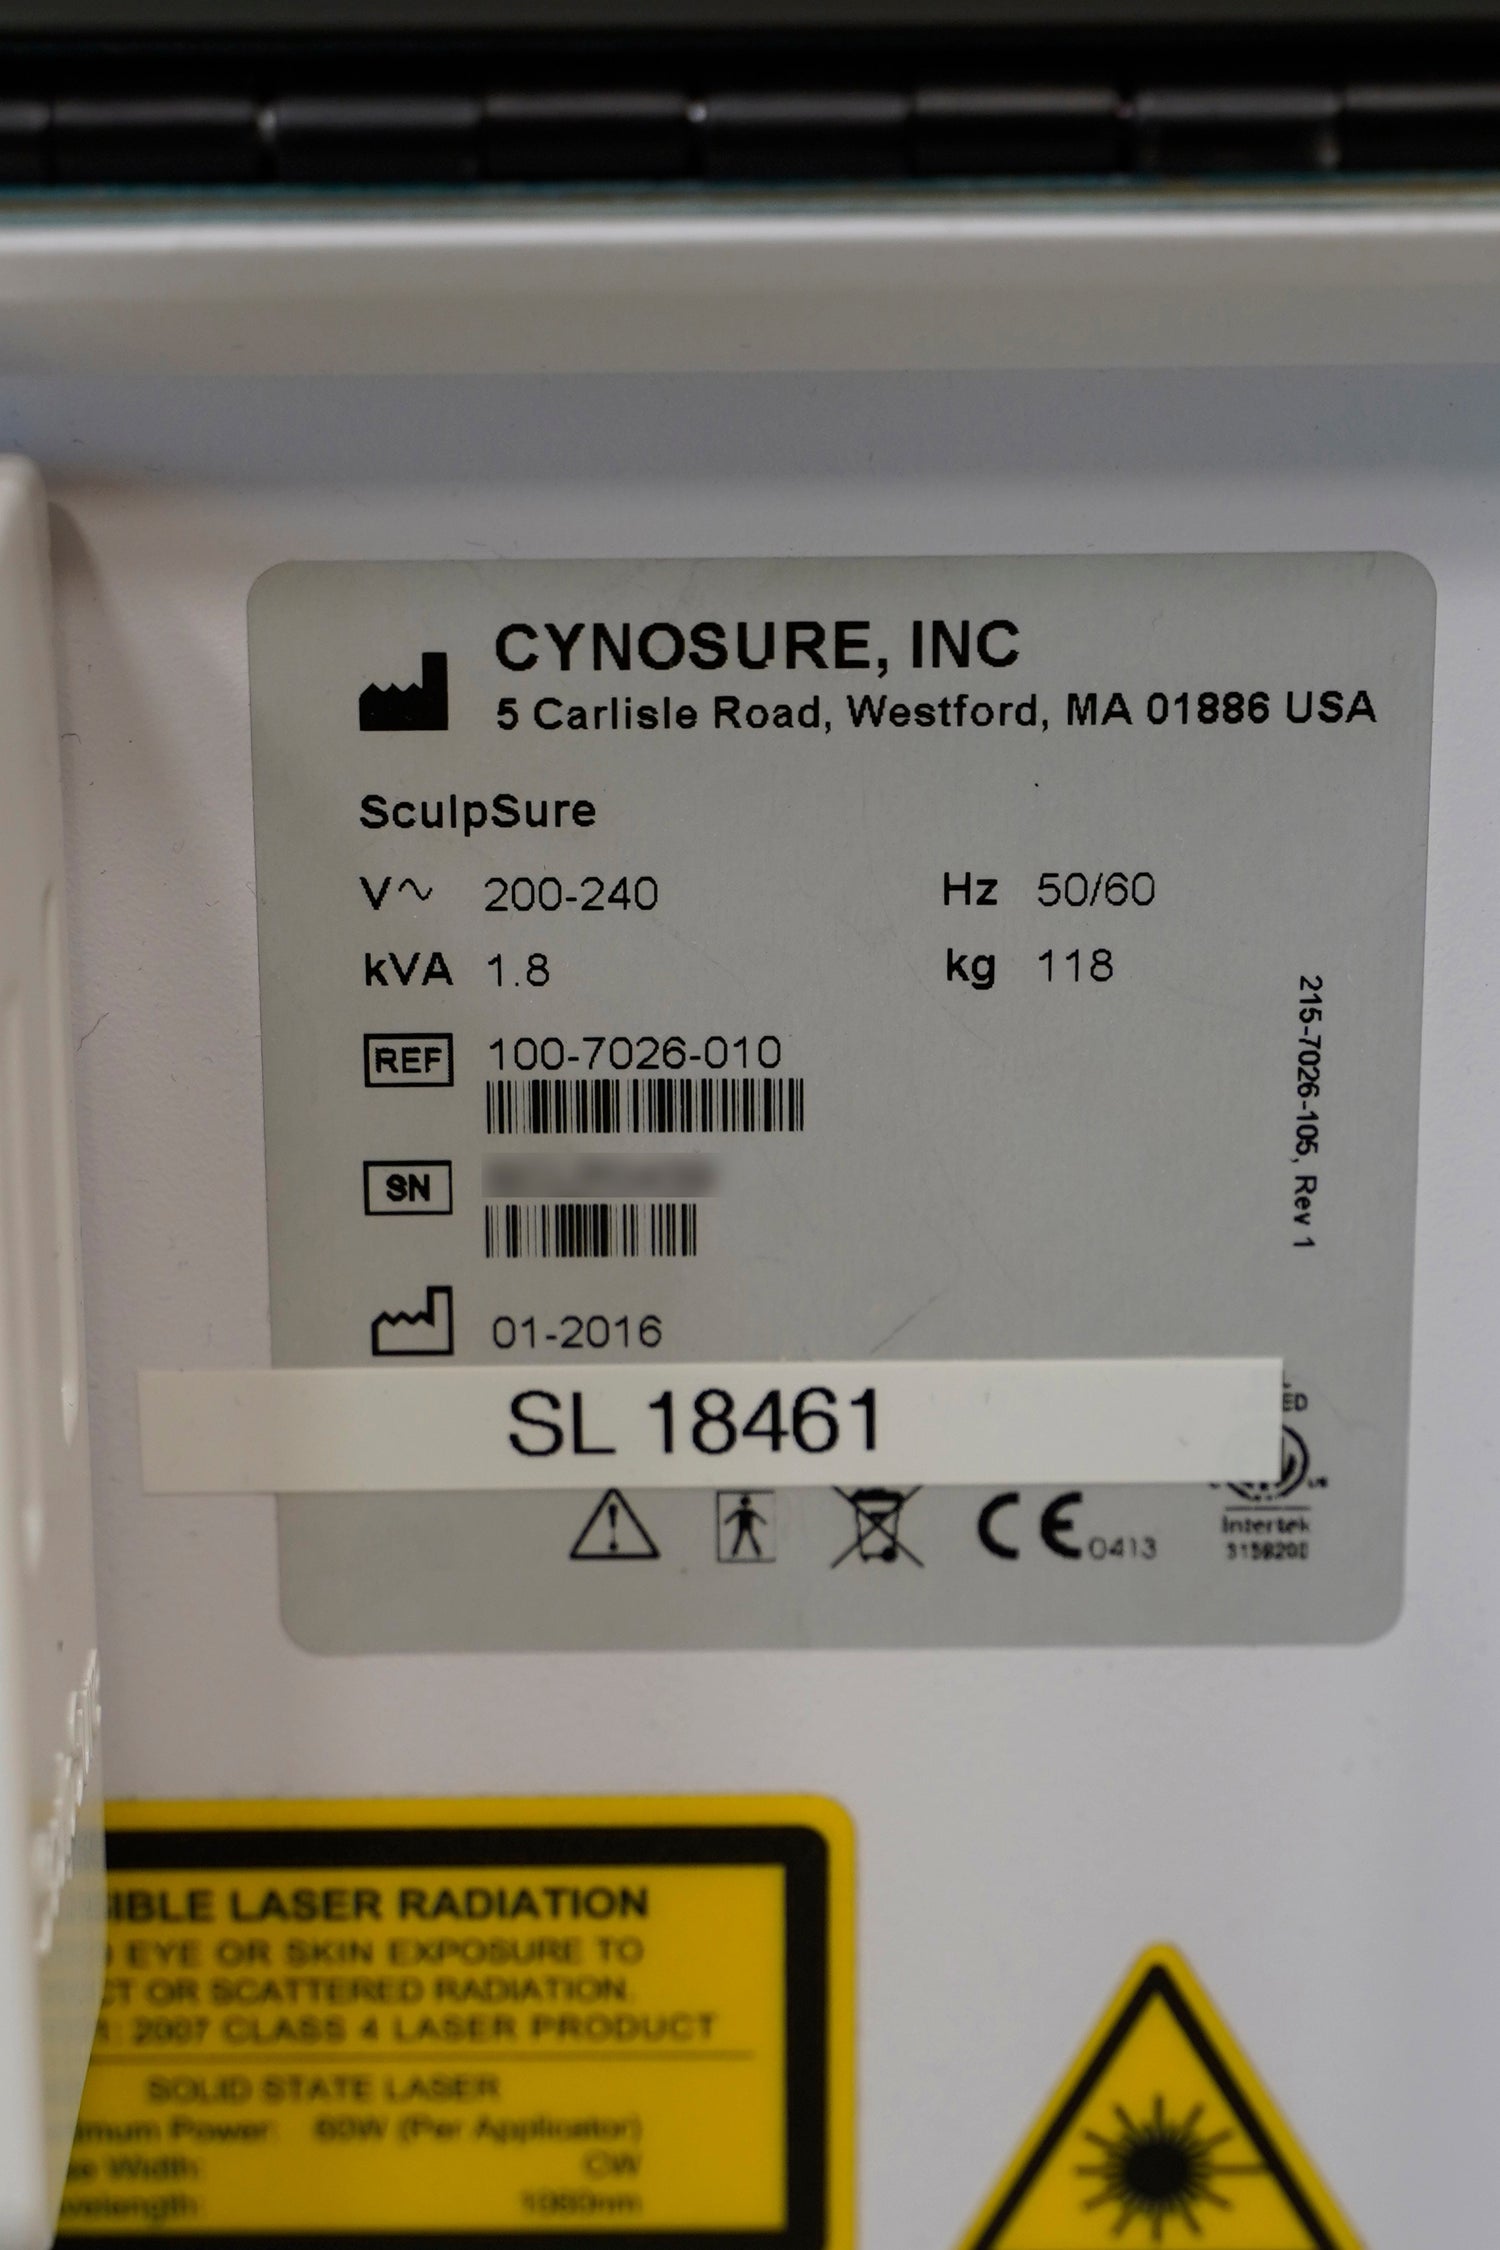 CYNOSURE, INC
5 Carlisle Road, Westford, MA 01886 USA
SculpSure
V~ 200-240 Hz 50/60
kVA 1.8 kg 118
REF 100-7026-010
SN
01-2016
215-7026-105, Rev 1
SL 18461
CE 0413
Intertek
LASER RADIATION
EYE OR SKIN EXPOSURE TO
OR SCATTERED RADIATION.
2007 CLASS 4 LASER PRODUCT
SOLID STATE LASER
Power: 60W (Per Applicator)
Width: CW